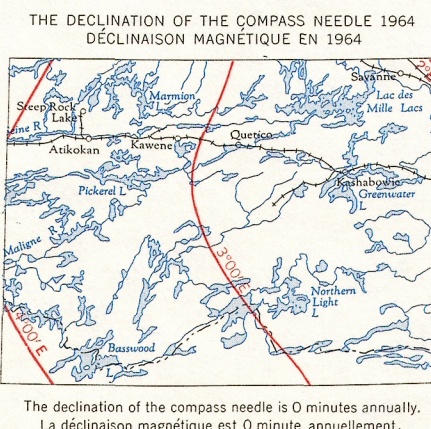 THE DECLINATION OF THE COMPASS NEEDLE 1964
DÉCLINAISON MAGNÉTIQUE EN 1964
Savanne
Marmion
L
Lac des
Mille Lacs
Steep Rock
Lake
eine R
Atikokan
Kawene
Quetico
Kashabowie
Greenwater
L
Pickerel L
Maligne R
3°00'E
Northern
Light
L
4°00'E
Basswood
L
The declination of the compass needle is 0 minutes annually.
La déclinaison magnétique est 0 minute annuellement.